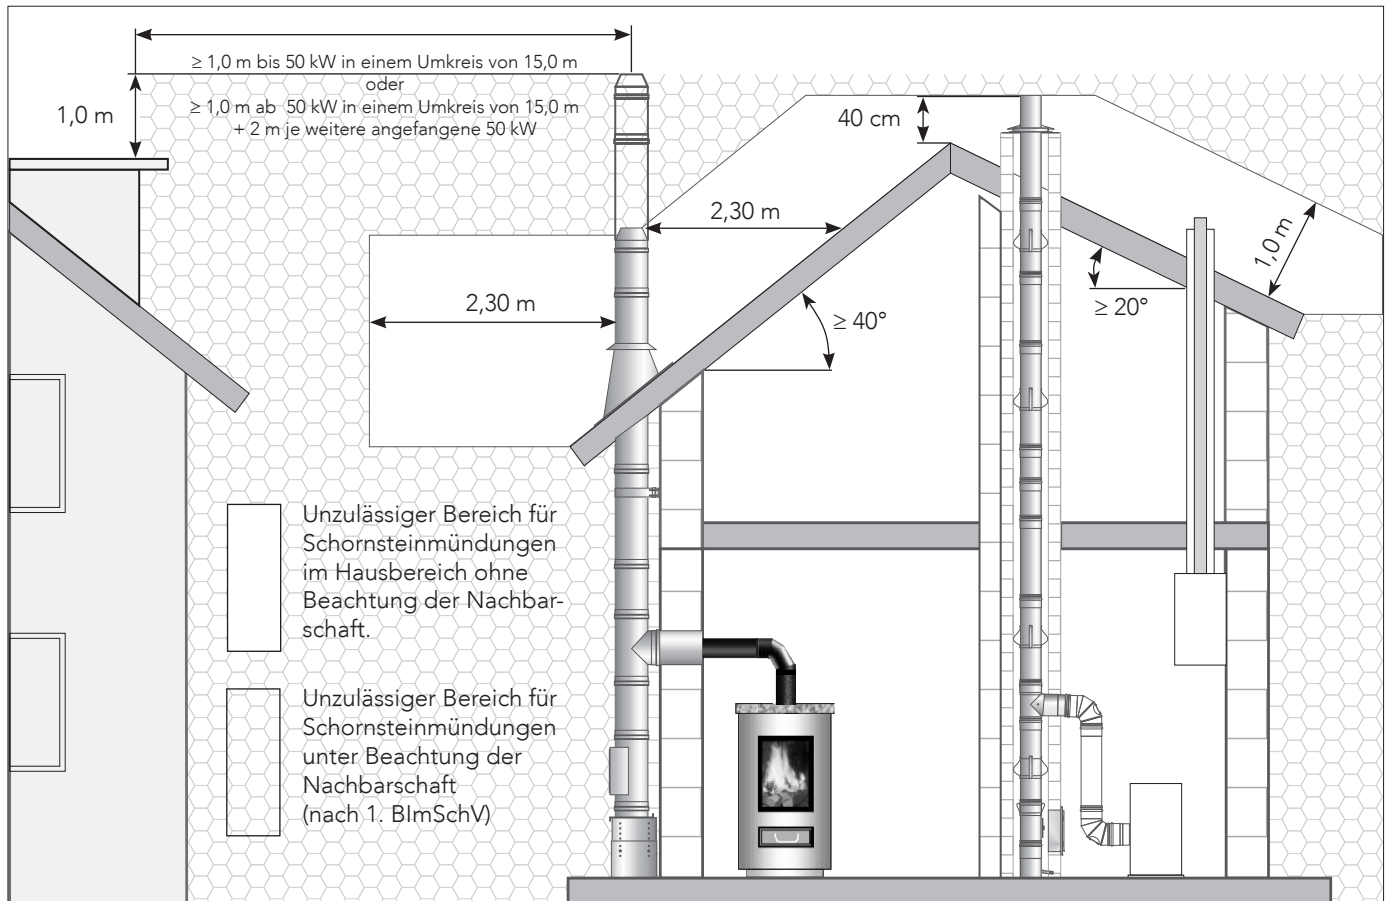 ≥ 1,0 m bis 50 kW in einem Umkreis von 15,0 m
oder
≥ 1,0 m ab  50 kW in einem Umkreis von 15,0 m
+ 2 m je weitere angefangene 50 kW
1,0 m
40 cm
2,30 m
1,0 m
2,30 m
≥ 40°
≥ 20°
Unzulässiger Bereich für
Schornsteinmündungen
im Hausbereich ohne
Beachtung der Nachbar-
schaft.
Unzulässiger Bereich für
Schornsteinmündungen
unter Beachtung der
Nachbarschaft
(nach 1. BImSchV)